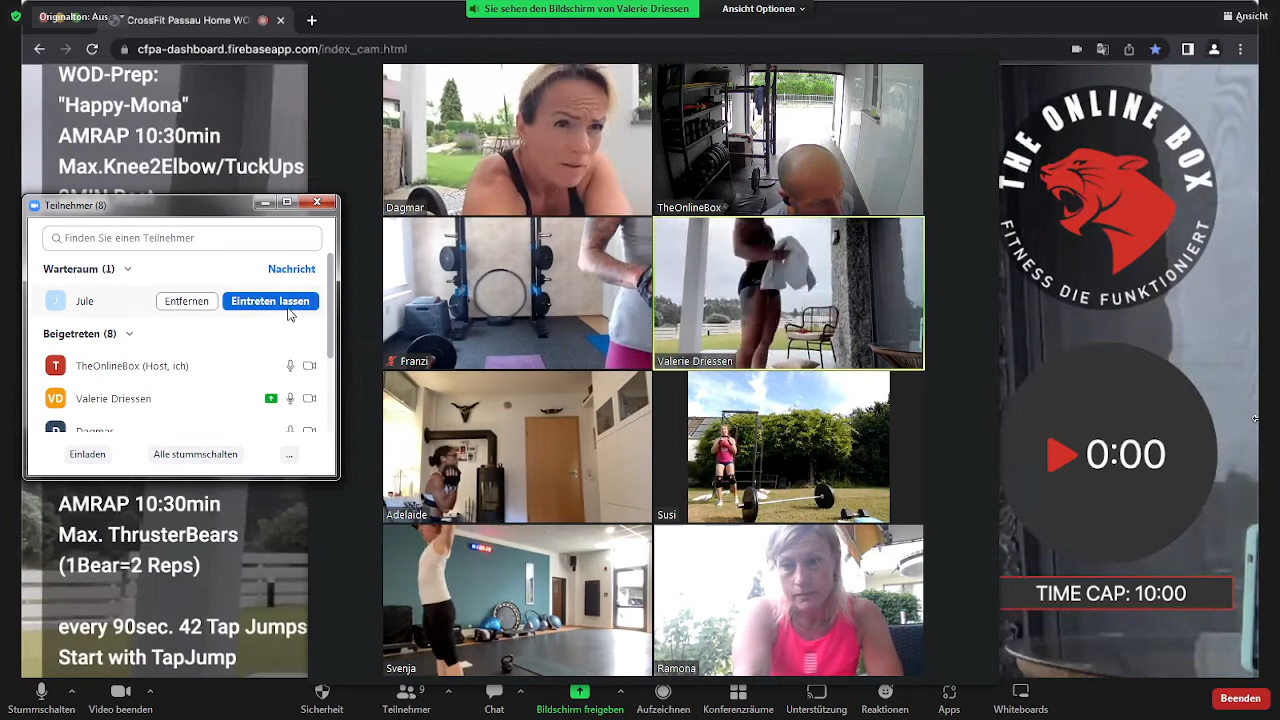 Originalton: Aus
CrossFit Passau Home WO
Sie sehen den Bildschirm von Valerie Driessen
Ansicht Optionen
Ansicht
cfpa-dashboard.firebaseapp.com/index_cam.html
WOD-Prep:
"Happy-Mona"
AMRAP 10:30min
Max.Knee2Elbow/TuckUps
Teilnehmer (8)
Finden Sie einen Teilnehmer
Warteraum (1)
Nachricht
J
Jule
Entfernen
Eintreten lassen
Beigetreten (8)
T
TheOnlineBox (Host, ich)
VD
Valerie Driessen
D
Dagmar
Einladen
Alle stummschalten
...
AMRAP 10:30min
Max. ThrusterBears
(1Bear=2 Reps)
every 90sec. 42 Tap Jumps
Start with TapJump
Dagmar
TheOnlineBox
Franzi
Valerie Driessen
Adelaide
Susi
Svenja
Ramona
THE ONLINE BOX
FITNESS DIE FUNKTIONIERT
0:00
TIME CAP: 10:00
Stummschalten
Video beenden
Sicherheit
9
Teilnehmer
Chat
Bildschirm freigeben
Aufzeichnen
Konferenzräume
Unterstützung
Reaktionen
Apps
Whiteboards
Beenden